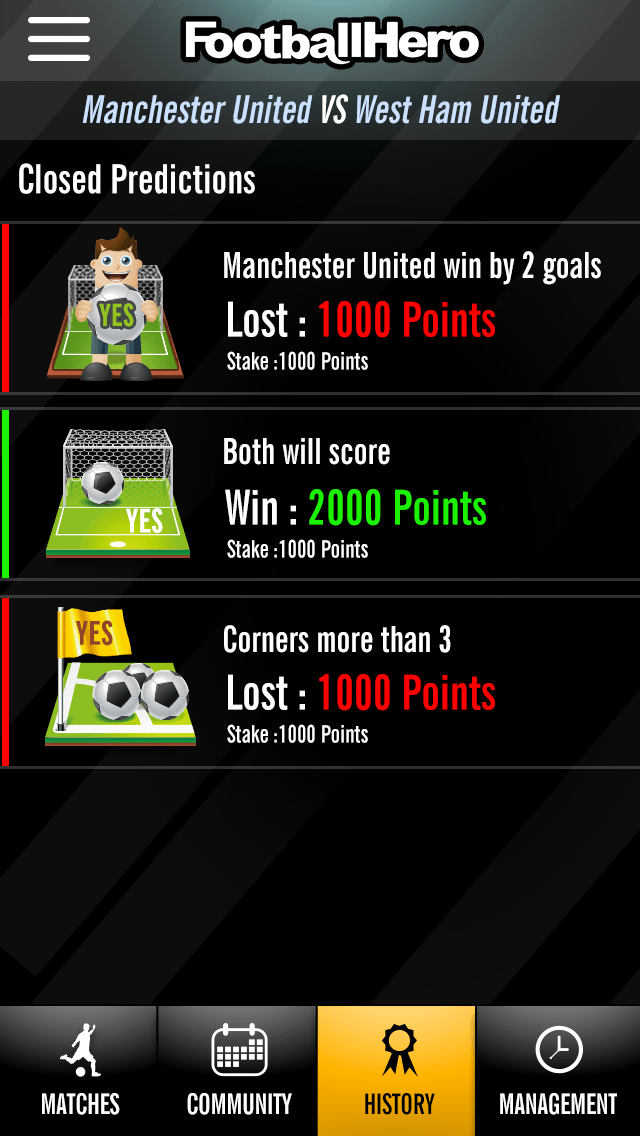 FootballHero
Manchester United VS West Ham United
Closed Predictions
Manchester United win by 2 goals
YES
Lost : 1000 Points
Stake :1000 Points
Both will score
Win : 2000 Points
YES
Stake :1000 Points
YES
Corners more than 3
Lost : 1000 Points
Stake :1000 Points
MATCHES
COMMUNITY
HISTORY
MANAGEMENT